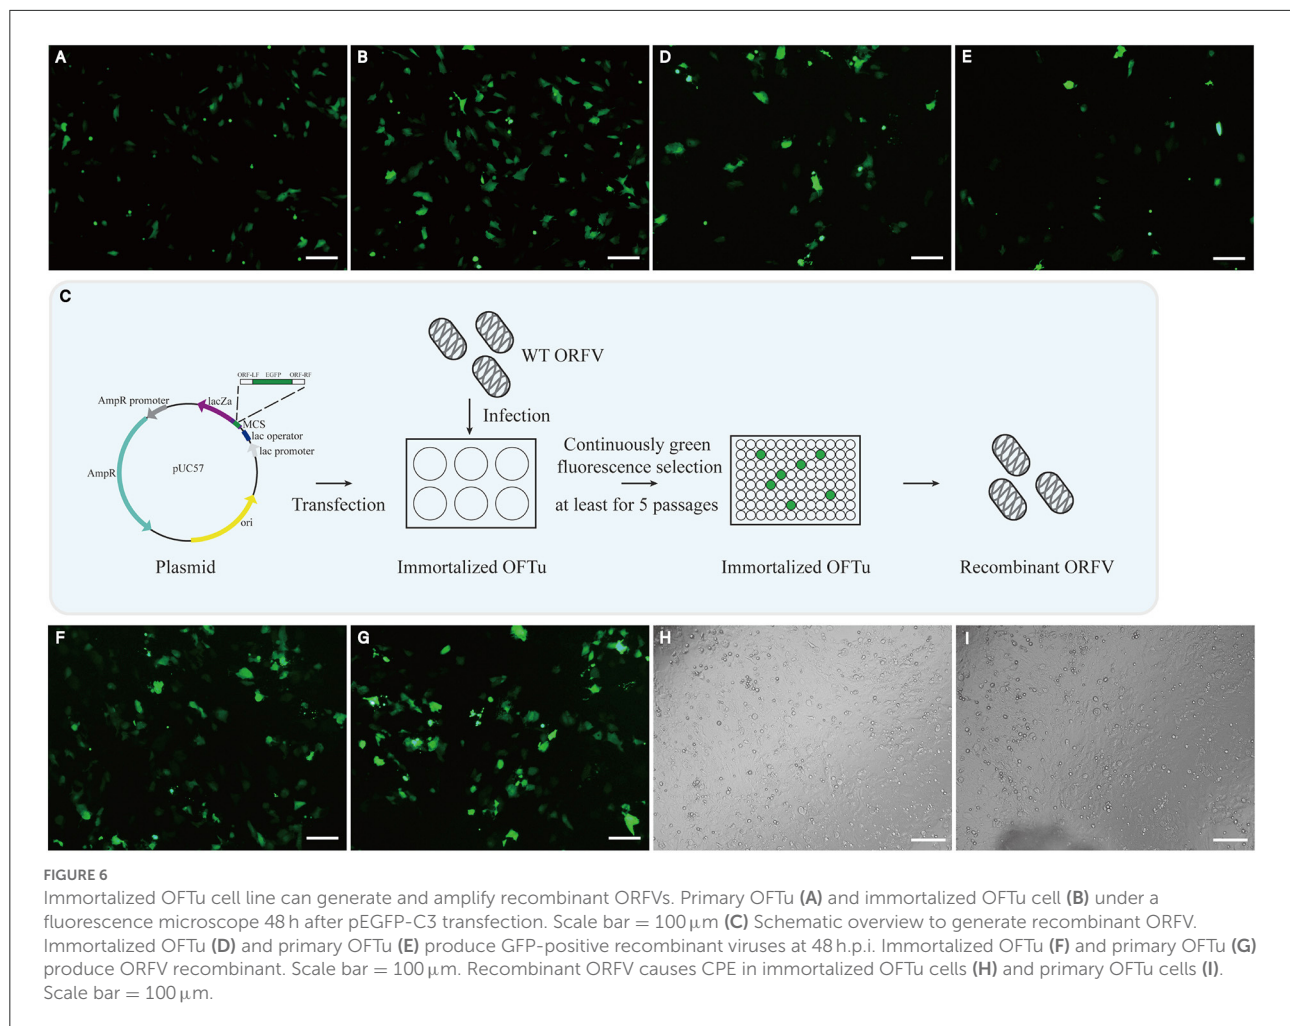 A
B
D
E
C
ORF-LF EGFP ORF-RF
AmpR promoter
lacZa
MCS
lac operator
lac promoter
AmpR
pUC57
ori
Plasmid
Transfection
WT ORFV
Infection
Immortalized OFTu
Continuously green
fluorescence selection
at least for 5 passages
Immortalized OFTu
Recombinant ORFV
F
G
H
I
FIGURE 6
Immortalized OFTu cell line can generate and amplify recombinant ORFVs. Primary OFTu (A) and immortalized OFTu cell (B) under a
fluorescence microscope 48 h after pEGFP-C3 transfection. Scale bar = 100 μm (C) Schematic overview to generate recombinant ORFV.
Immortalized OFTu (D) and primary OFTu (E) produce GFP-positive recombinant viruses at 48 h.p.i. Immortalized OFTu (F) and primary OFTu (G)
produce ORFV recombinant. Scale bar = 100 μm. Recombinant ORFV causes CPE in immortalized OFTu cells (H) and primary OFTu cells (I).
Scale bar = 100 μm.